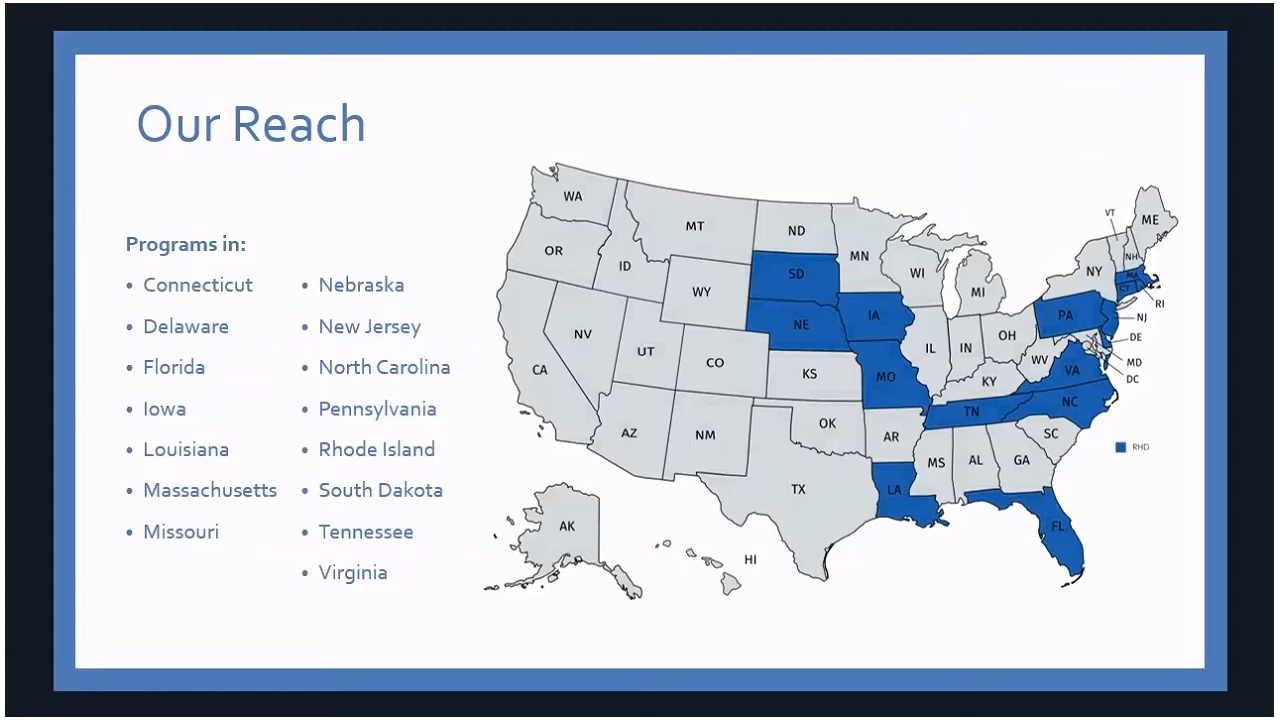 Our Reach
Programs in:
• Connecticut
• Delaware
• Florida
• Iowa
• Louisiana
• Massachusetts
• Missouri
• Nebraska
• New Jersey
• North Carolina
• Pennsylvania
• Rhode Island
• South Dakota
• Tennessee
• Virginia
WA
MT
ND
MN
OR
ID
SD
WI
MI
WY
NY
VT
NH
ME
MA
CT
RI
NV
UT
CO
NE
IA
IL
IN
OH
PA
NJ
DE
MD
DC
CA
KS
MO
KY
WV
VA
AZ
NM
OK
AR
TN
NC
SC
TX
LA
MS
AL
GA
FL
AK
HI
RHD